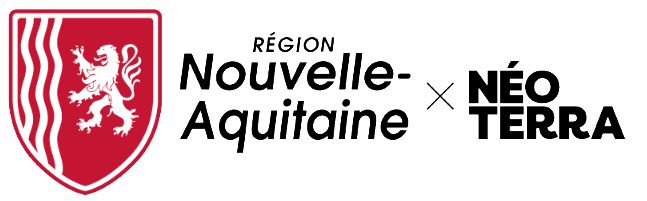 RÉGION
Nouvelle-
Aquitaine
×
NÉO
TERRA